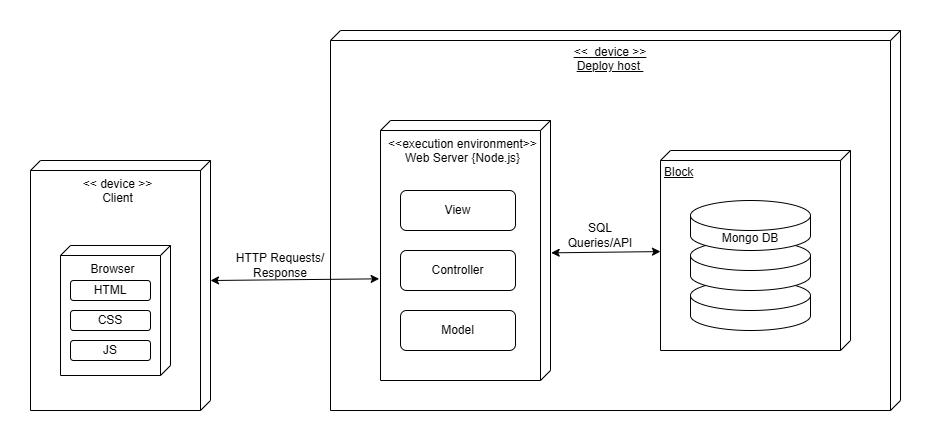 << device >>
Deploy host
<<execution environment>>
Web Server {Node.js}
Block
<< device >>
Client
View
SQL
Queries/API
Mongo DB
HTTP Requests/
Response
Browser
Controller
HTML
CSS
Model
JS